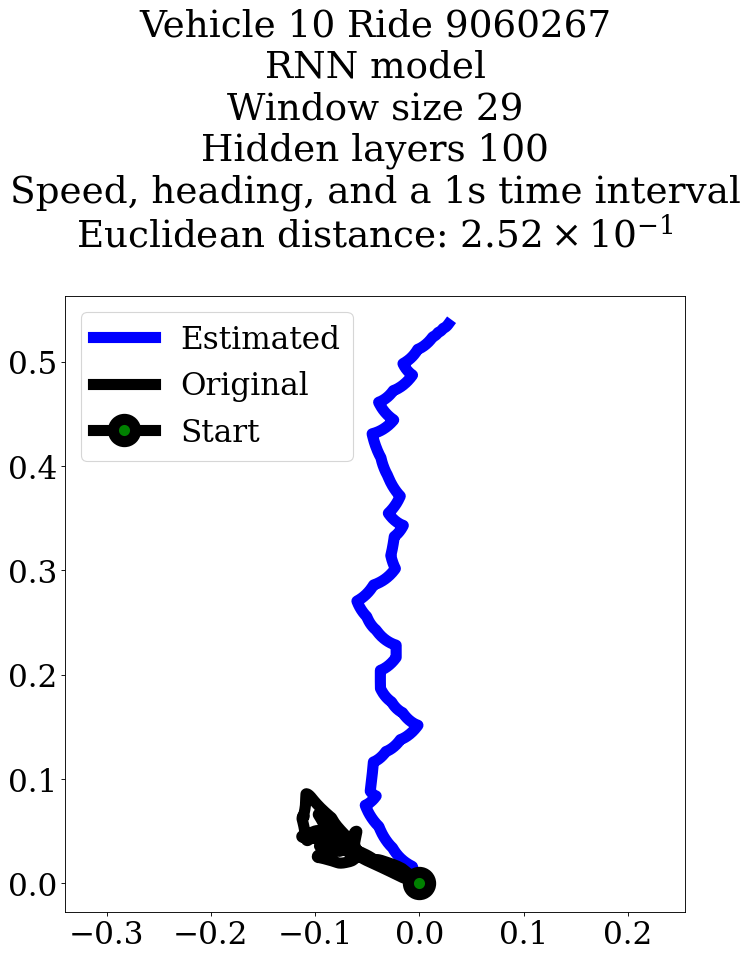 Vehicle 10 Ride 9060267
RNN model
Window size 29
Hidden layers 100
Speed, heading, and a 1s time interval
Euclidean distance: 2.52 × 10⁻¹
Estimated
Original
Start
0.5
0.4
0.3
0.2
0.1
0.0
−0.3 −0.2 −0.1 0.0 0.1 0.2